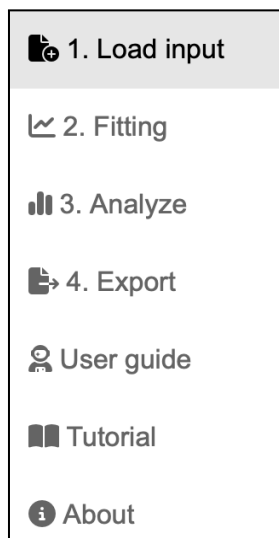 1. Load input
2. Fitting
3. Analyze
4. Export
User guide
Tutorial
About